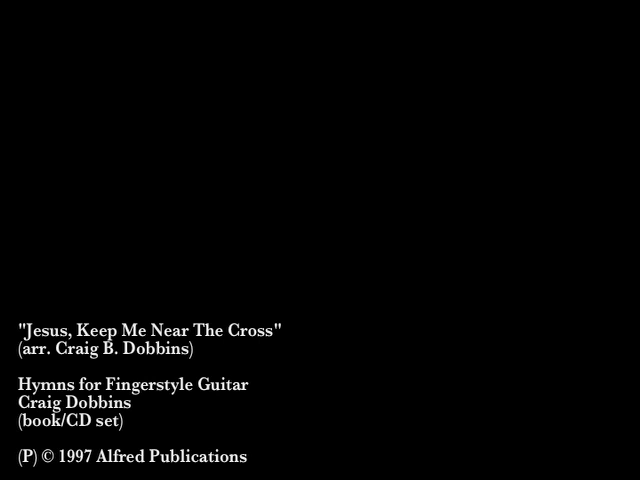 "Jesus, Keep Me Near The Cross"
(arr. Craig B. Dobbins)
Hymns for Fingerstyle Guitar
Craig Dobbins
(book/CD set)
(P) © 1997 Alfred Publications